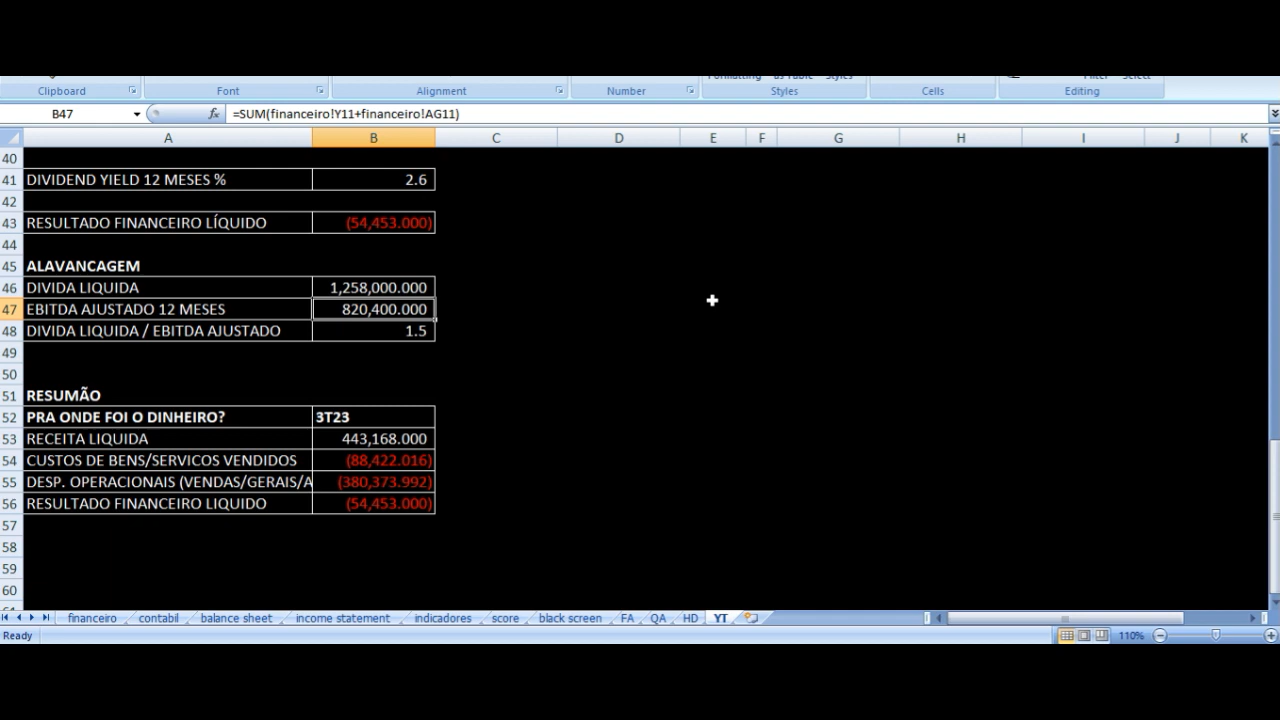 Clipboard Font Alignment Number Styles Cells Editing
B47 =SUM(financeiro!Y11+financeiro!AG11)
A B C D E F G H I J K
40
41 DIVIDEND YIELD 12 MESES % 2.6
42
43 RESULTADO FINANCEIRO LÍQUIDO (54,453.000)
44
45 ALAVANCAGEM
46 DIVIDA LIQUIDA 1,258,000.000
47 EBITDA AJUSTADO 12 MESES 820,400.000
48 DIVIDA LIQUIDA / EBITDA AJUSTADO 1.5
49
50
51 RESUMÃO
52 PRA ONDE FOI O DINHEIRO? 3T23
53 RECEITA LIQUIDA 443,168.000
54 CUSTOS DE BENS/SERVICOS VENDIDOS (88,422.016)
55 DESP. OPERACIONAIS (VENDAS/GERAIS/A (380,373.992)
56 RESULTADO FINANCEIRO LIQUIDO (54,453.000)
57
58
59
60
financeiro contabil balance sheet income statement indicadores score black screen FA QA HD YT
Ready 110%